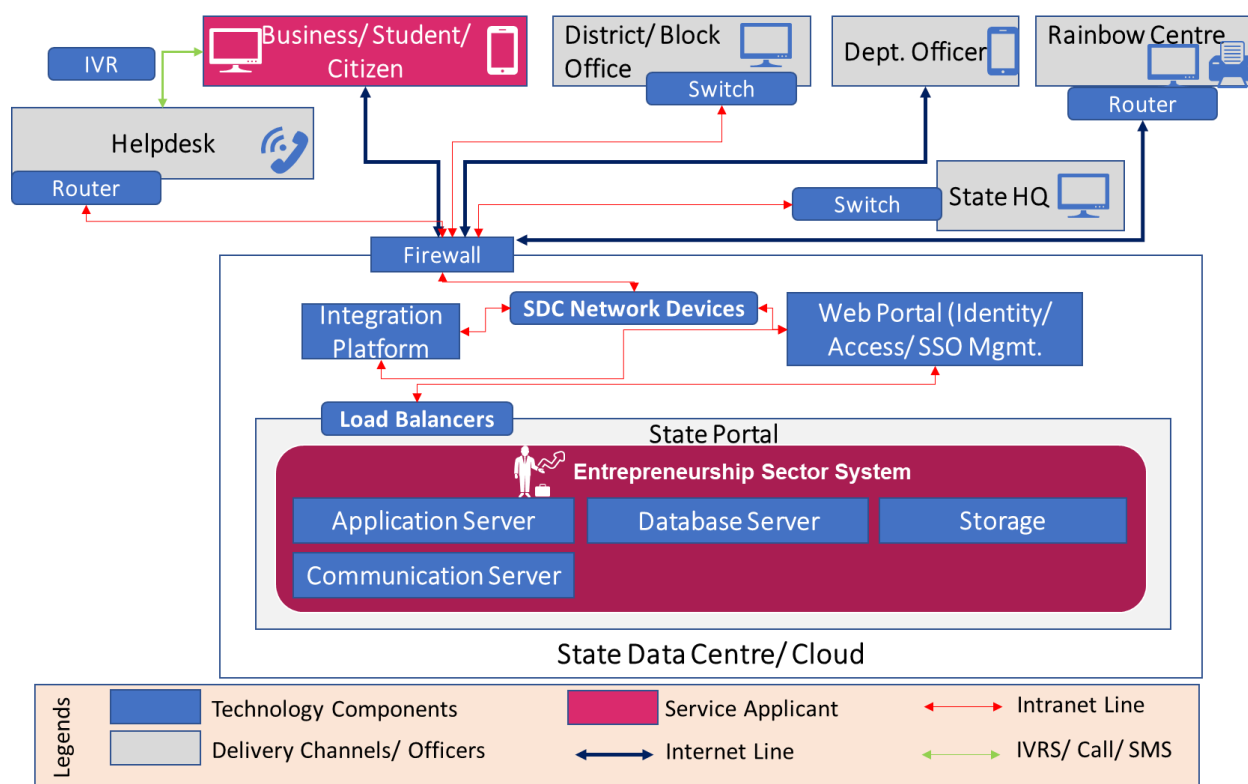 IVR
Business/ Student/
Citizen
District/ Block
Office
Switch
Dept. Officer
Rainbow Centre
Router
Helpdesk
Router
Switch
State HQ
Firewall
SDC Network Devices
Integration
Platform
Web Portal (Identity/
Access/ SSO Mgmt.
Load Balancers
State Portal
Entrepreneurship Sector System
Application Server
Database Server
Storage
Communication Server
State Data Centre/ Cloud
Legends
Technology Components
Service Applicant
Intranet Line
Delivery Channels/ Officers
Internet Line
IVRS/ Call/ SMS